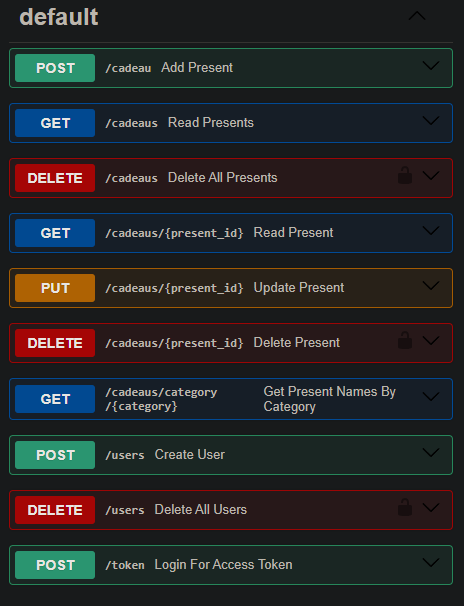 default
POST /cadeau Add Present
GET /cadeaus Read Presents
DELETE /cadeaus Delete All Presents
GET /cadeaus/{present_id} Read Present
PUT /cadeaus/{present_id} Update Present
DELETE /cadeaus/{present_id} Delete Present
GET /cadeaus/category
/{category}
Get Present Names By
Category
POST /users Create User
DELETE /users Delete All Users
POST /token Login For Access Token